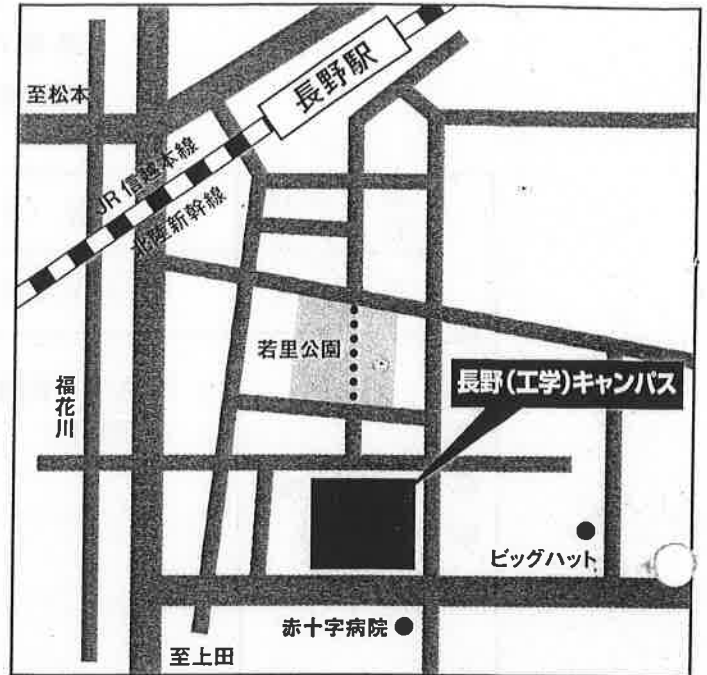 長野駅
至松本
JR信越本線
北陸新幹線
若里公園
長野(工学)キャンパス
福花川
ビッグハット
赤十字病院
至上田